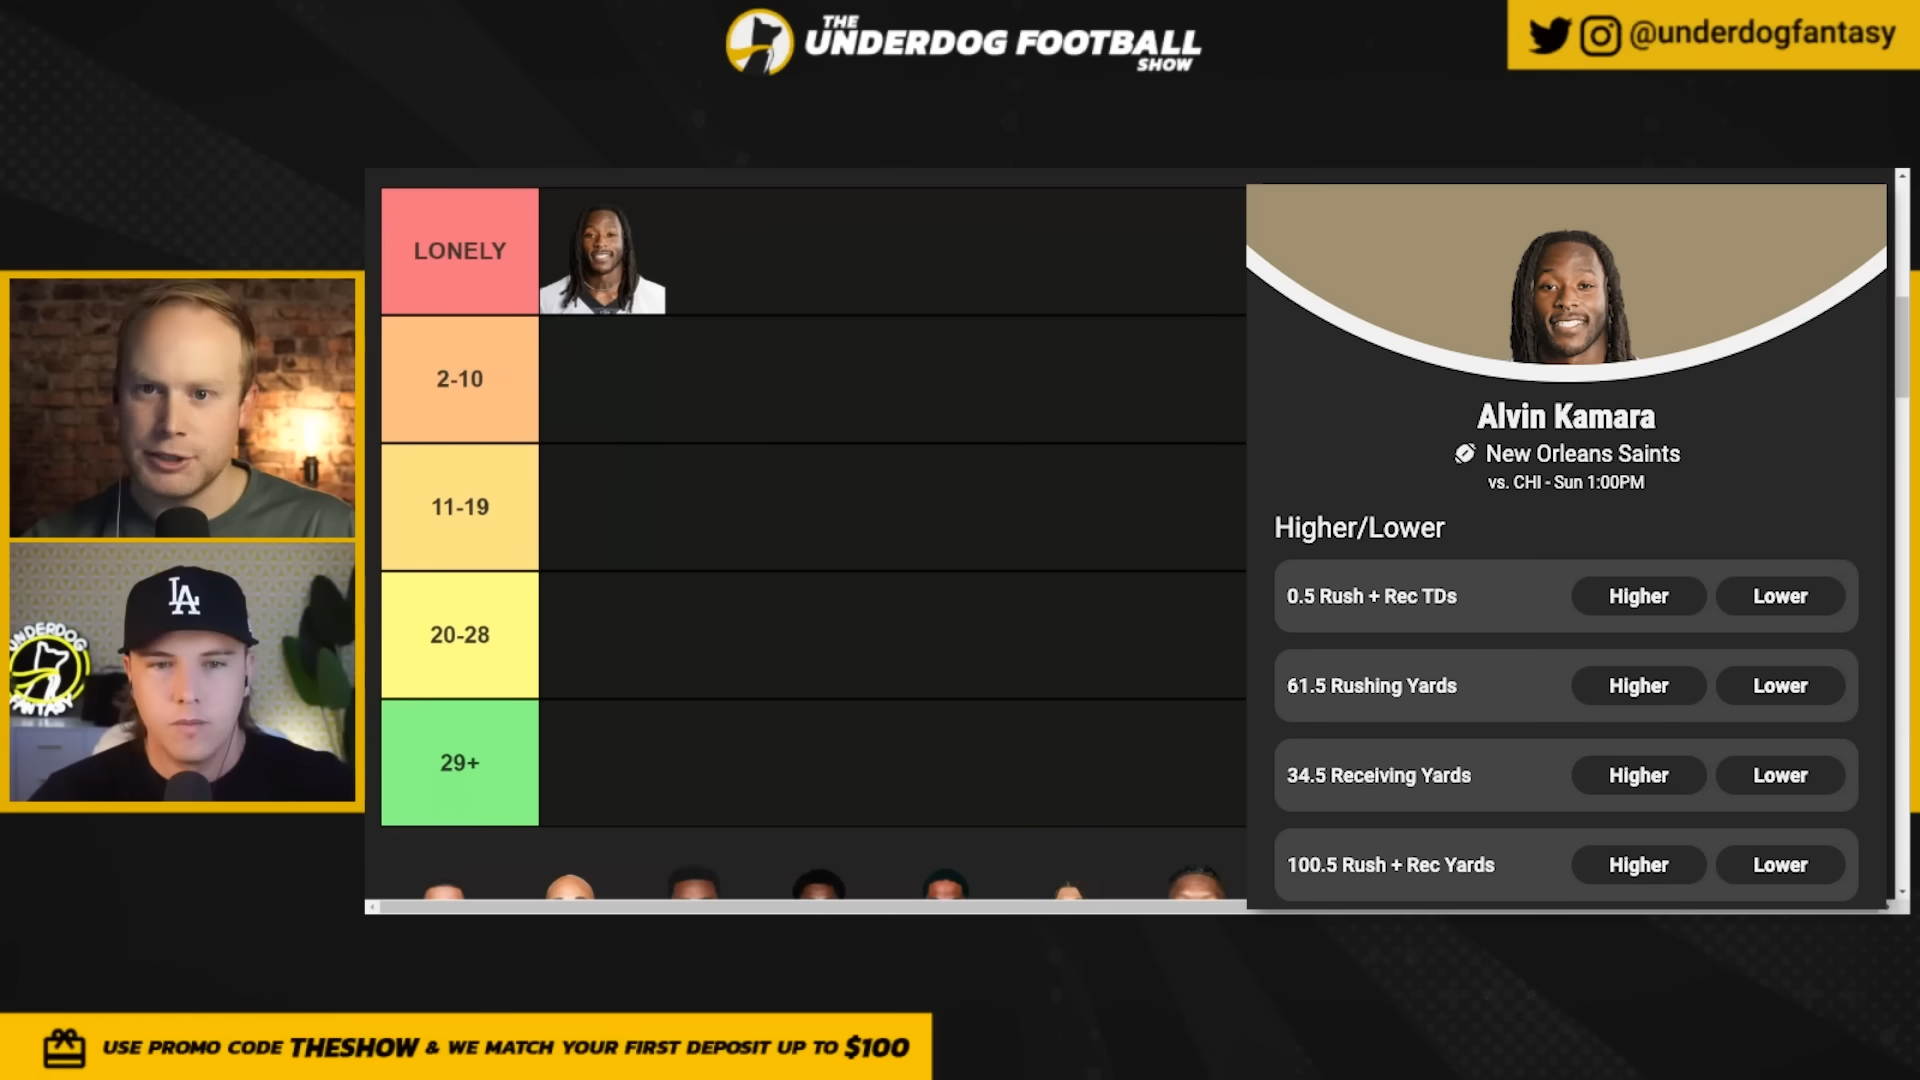 THE
UNDERDOG FOOTBALL
SHOW
@underdogfantasy
LONELY
2-10
11-19
20-28
29+
Alvin Kamara
New Orleans Saints
vs. CHI - Sun 1:00PM
Higher/Lower
0.5 Rush + Rec TDs Higher Lower
61.5 Rushing Yards Higher Lower
34.5 Receiving Yards Higher Lower
100.5 Rush + Rec Yards Higher Lower
LA
UNDERDOG
FANTASY
USE PROMO CODE THESHOW & WE MATCH YOUR FIRST DEPOSIT UP TO $100